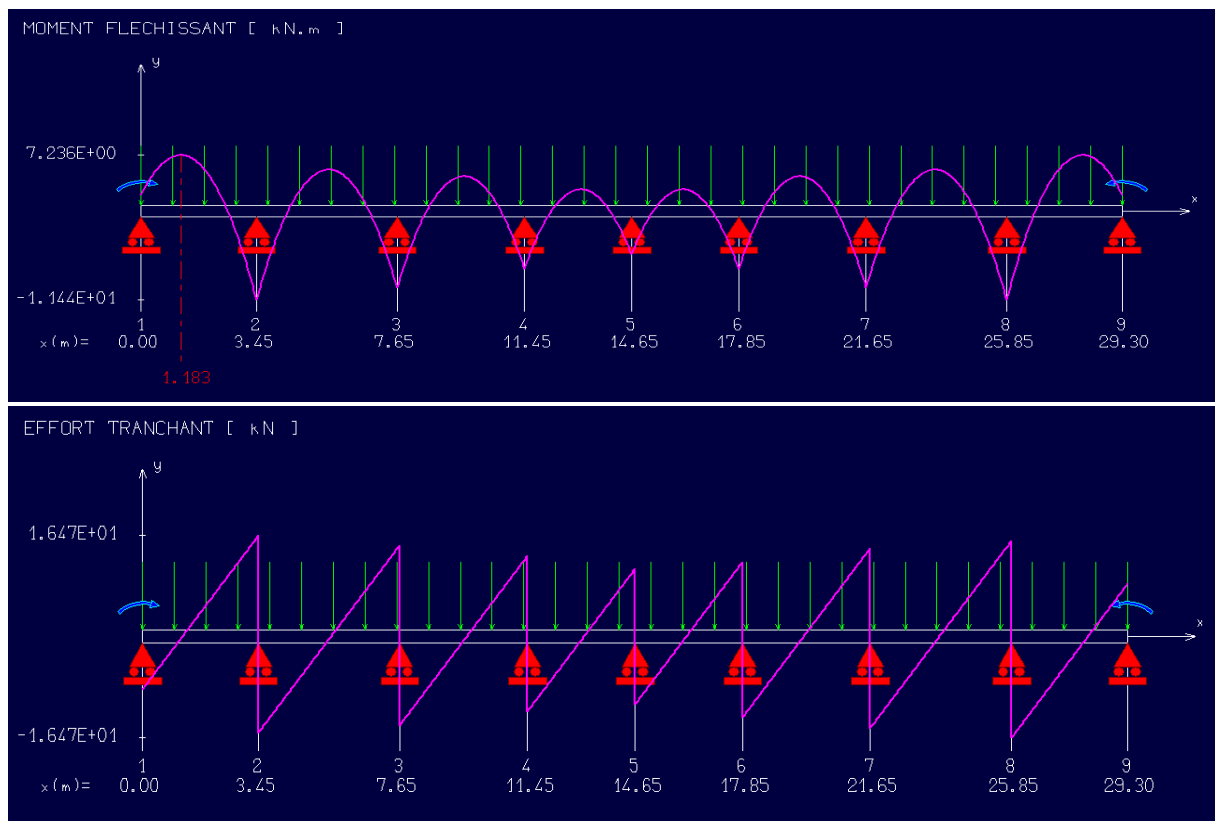 MOMENT FLECHISSANT [ kN.m ]
y
7.236E+00
x
-1.144E+01
1 2 3 4 5 6 7 8 9
x(m)= 0.00 3.45 7.65 11.45 14.65 17.85 21.65 25.85 29.30
1.183
EFFORT TRANCHANT [ kN ]
y
1.647E+01
x
-1.647E+01
1 2 3 4 5 6 7 8 9
x(m)= 0.00 3.45 7.65 11.45 14.65 17.85 21.65 25.85 29.30